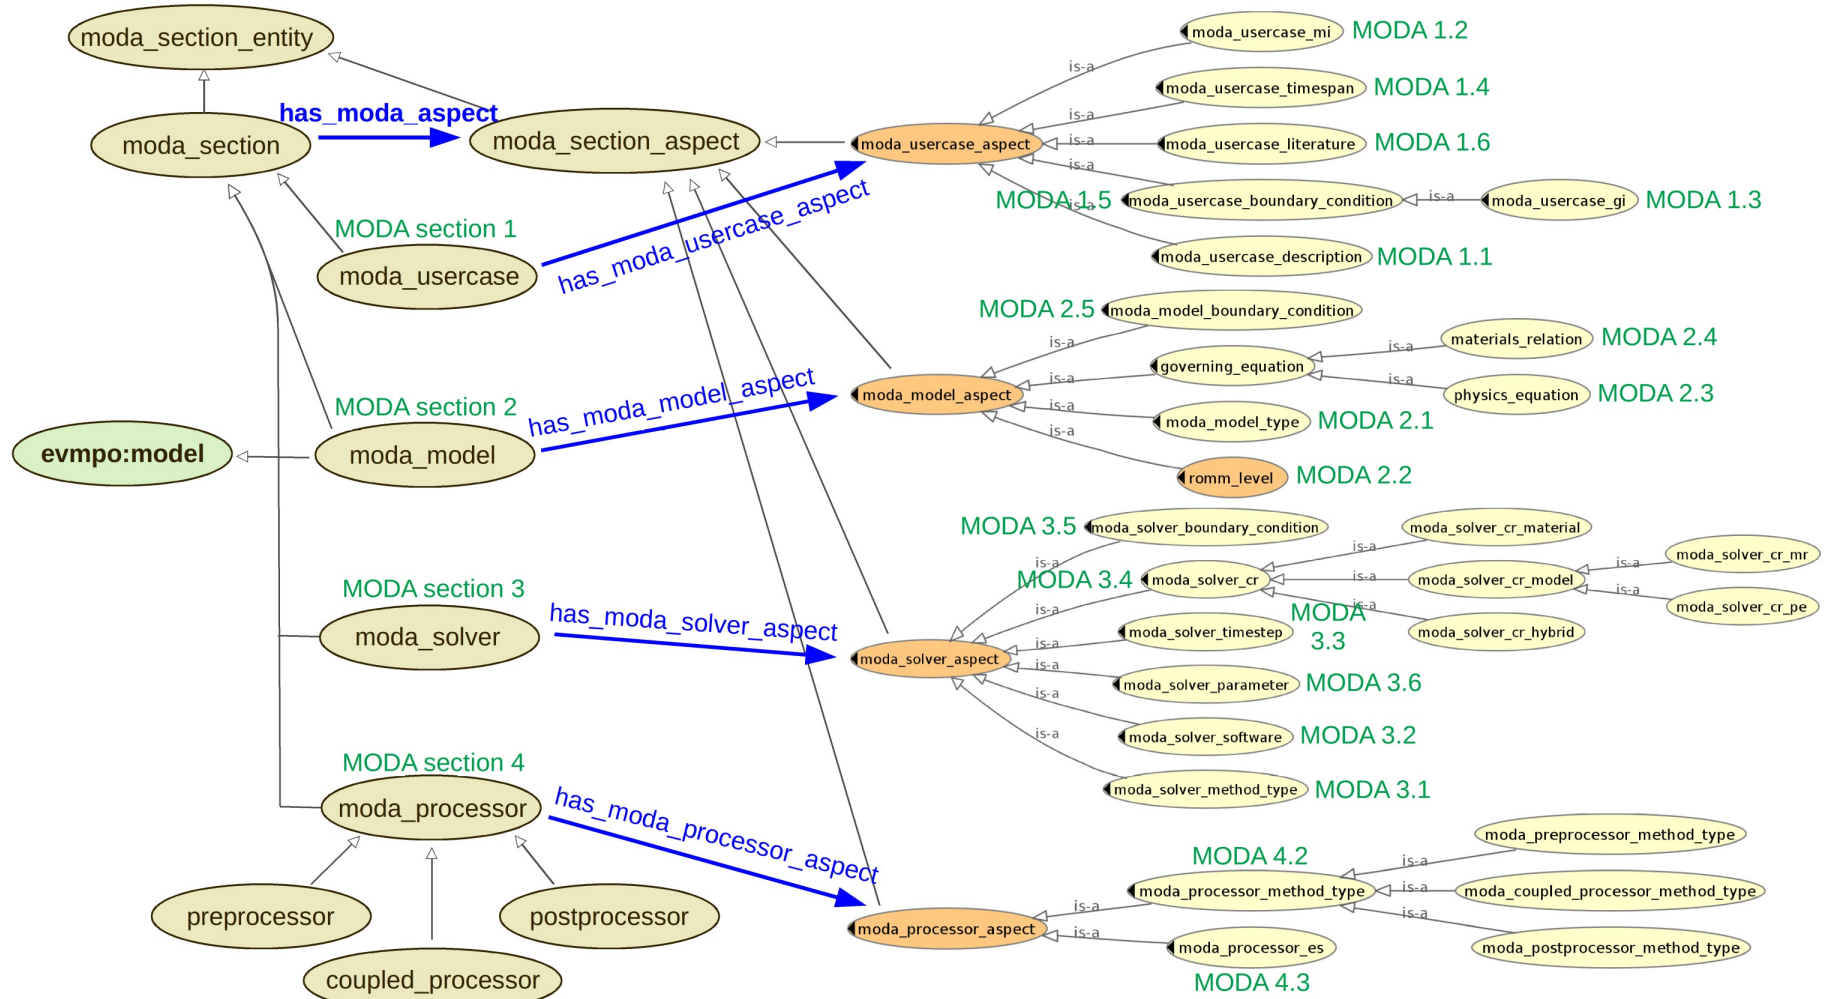 moda_section_entity
has_moda_aspect
moda_section
moda_section_aspect
MODA section 1
moda_usercase
has_moda_usercase_aspect
MODA section 2
has_moda_model_aspect
evmpo:model
moda_model
MODA section 3
has_moda_solver_aspect
moda_solver
MODA section 4
has_moda_processor_aspect
moda_processor
preprocessor
postprocessor
coupled_processor
moda_usercase_aspect
is-a
moda_usercase_mi
MODA 1.2
is-a
moda_usercase_timespan
MODA 1.4
is-a
moda_usercase_literature
MODA 1.6
is-a
MODA 1.5
moda_usercase_boundary_condition
is-a
moda_usercase_gi
MODA 1.3
is-a
moda_usercase_description
MODA 1.1
moda_model_aspect
MODA 2.5
moda_model_boundary_condition
is-a
governing_equation
is-a
is-a
materials_relation
MODA 2.4
is-a
physics_equation
MODA 2.3
is-a
moda_model_type
MODA 2.1
is-a
romm_level
MODA 2.2
moda_solver_aspect
MODA 3.5
moda_solver_boundary_condition
is-a
MODA 3.4
moda_solver_cr
is-a
is-a
moda_solver_cr_material
is-a
moda_solver_cr_model
is-a
moda_solver_cr_mr
is-a
moda_solver_cr_pe
is-a
moda_solver_cr_hybrid
is-a
moda_solver_timestep
MODA
3.3
is-a
moda_solver_parameter
MODA 3.6
is-a
moda_solver_software
MODA 3.2
is-a
moda_solver_method_type
MODA 3.1
moda_processor_aspect
MODA 4.2
is-a
moda_processor_method_type
is-a
moda_preprocessor_method_type
is-a
moda_coupled_processor_method_type
is-a
moda_postprocessor_method_type
is-a
moda_processor_es
MODA 4.3